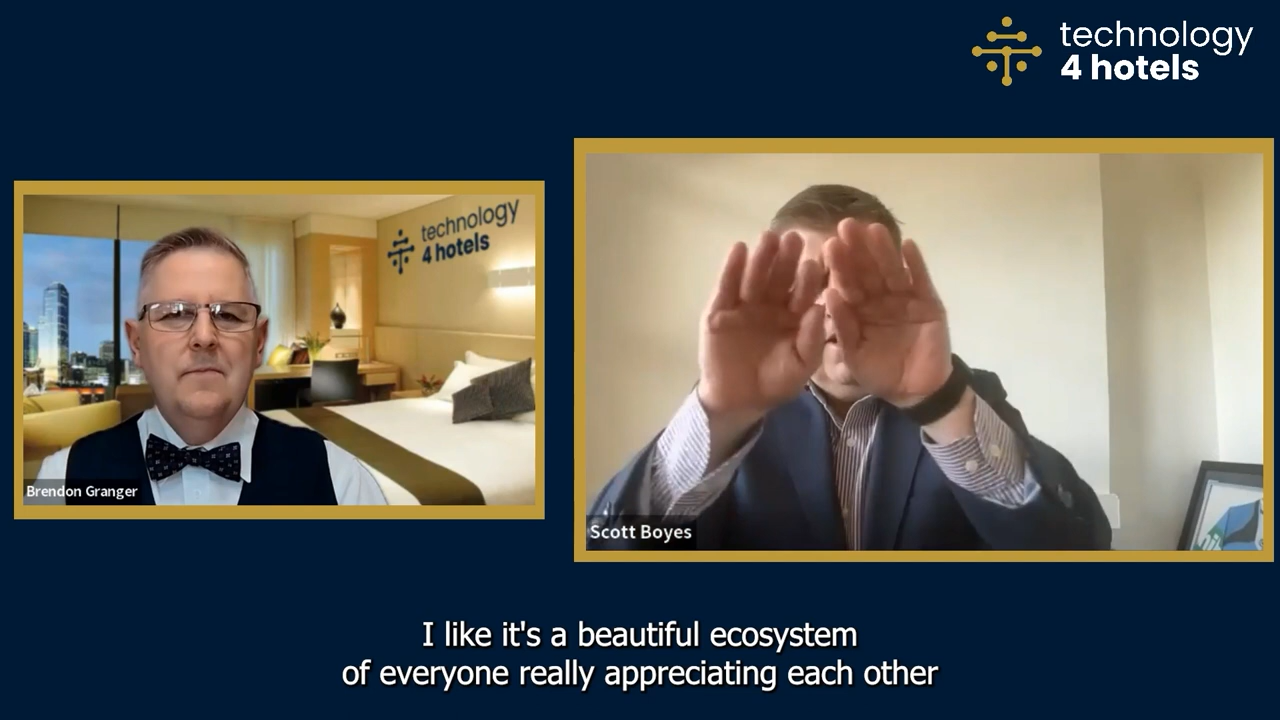 technology
4 hotels
technology
4 hotels
Brendon Granger
Scott Boyes
I like it's a beautiful ecosystem
of everyone really appreciating each other